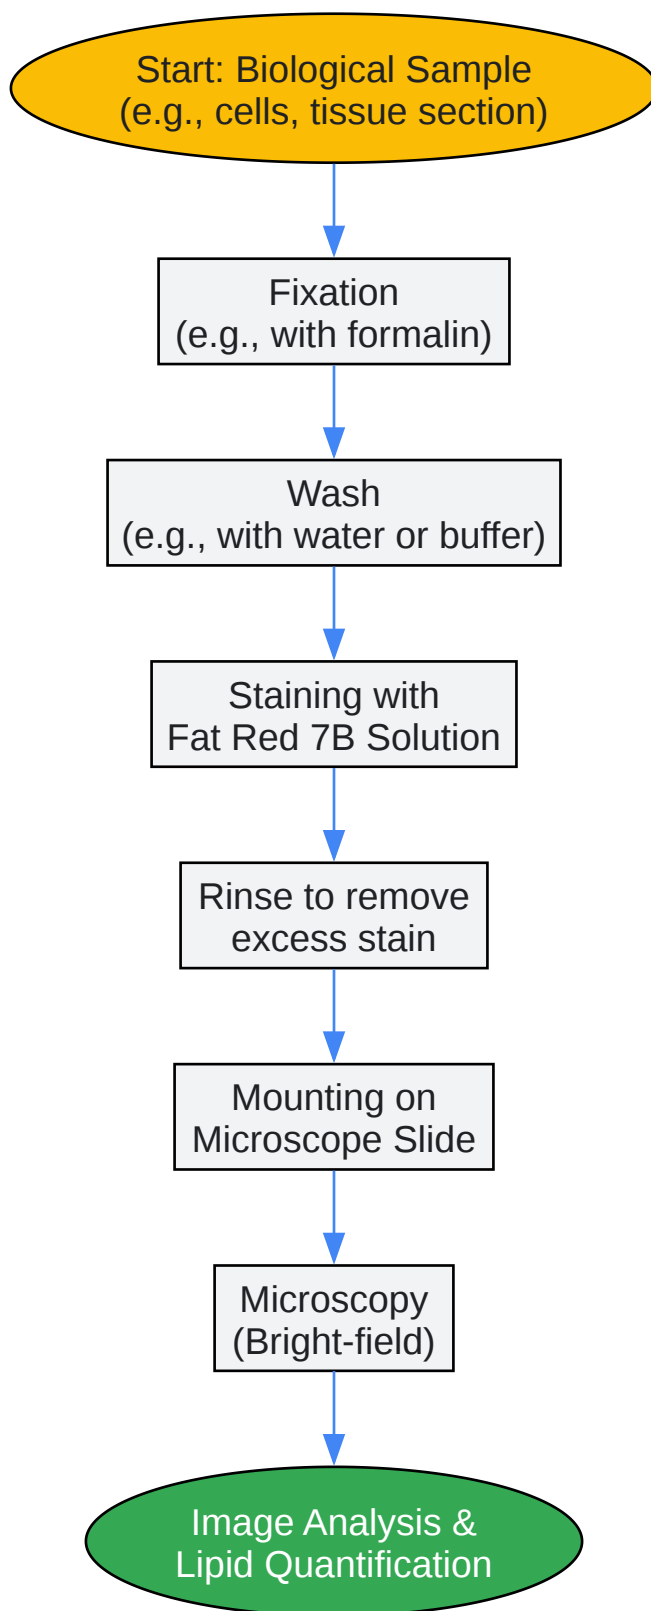 Start: Biological Sample
(e.g., cells, tissue section)
Fixation
(e.g., with formalin)
Wash
(e.g., with water or buffer)
Staining with
Fat Red 7B Solution
Rinse to remove
excess stain
Mounting on
Microscope Slide
Microscopy
(Bright-field)
Image Analysis &
Lipid Quantification